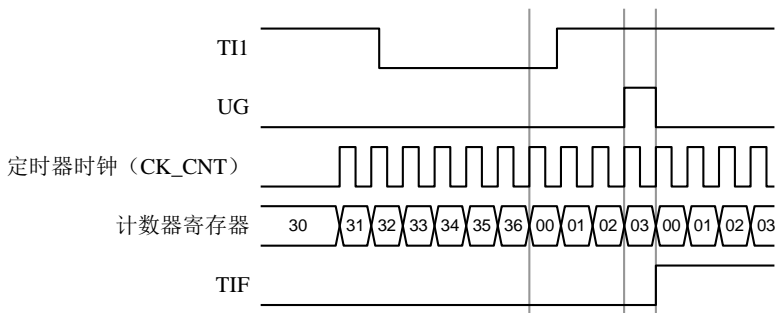 TI1
UG
定时器时钟（CK_CNT）
计数器寄存器 30 31 32 33 34 35 36 00 01 02 03 00 01 02 03
TIF